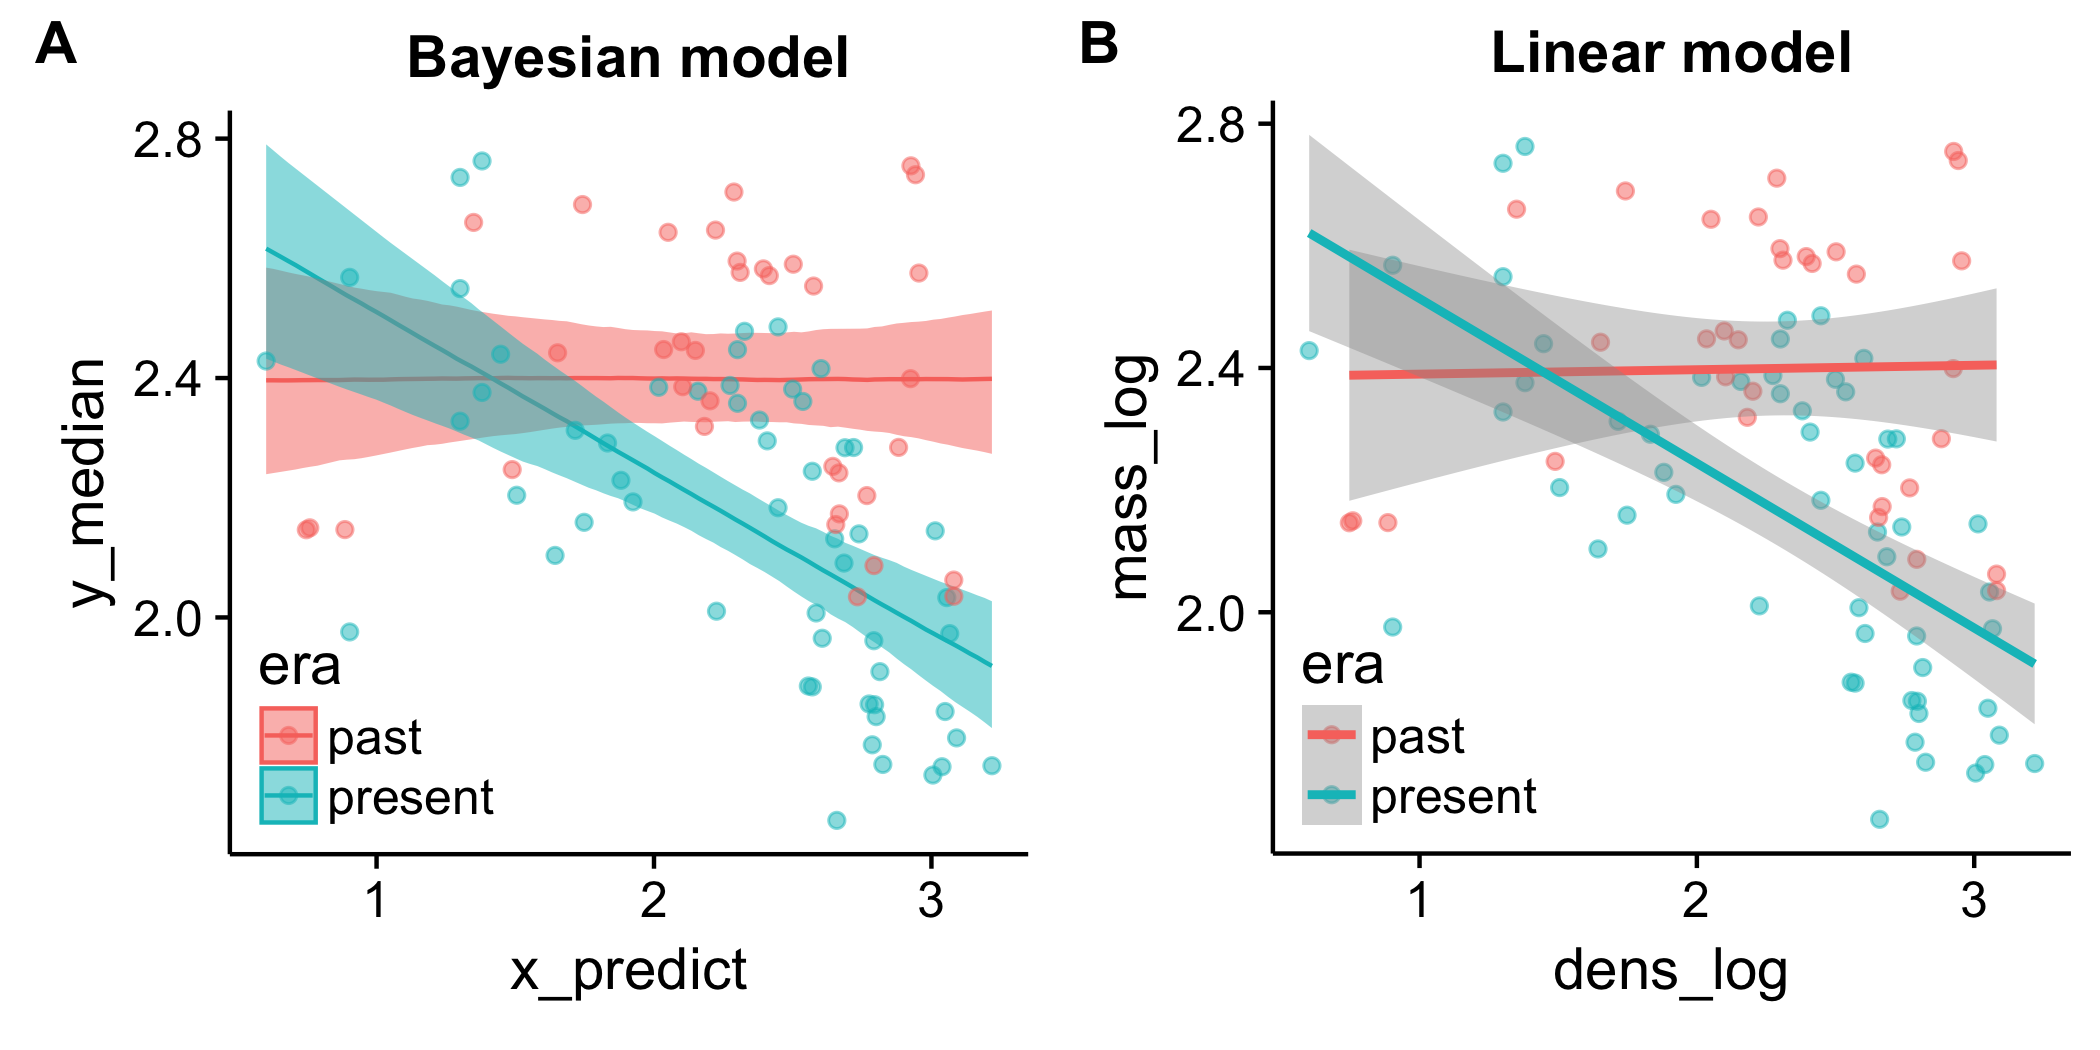 A
Bayesian model
2.8
2.4
2.0
y_median
era
past
present
1 2 3
x_predict
B
Linear model
2.8
2.4
2.0
mass_log
era
past
present
1 2 3
dens_log